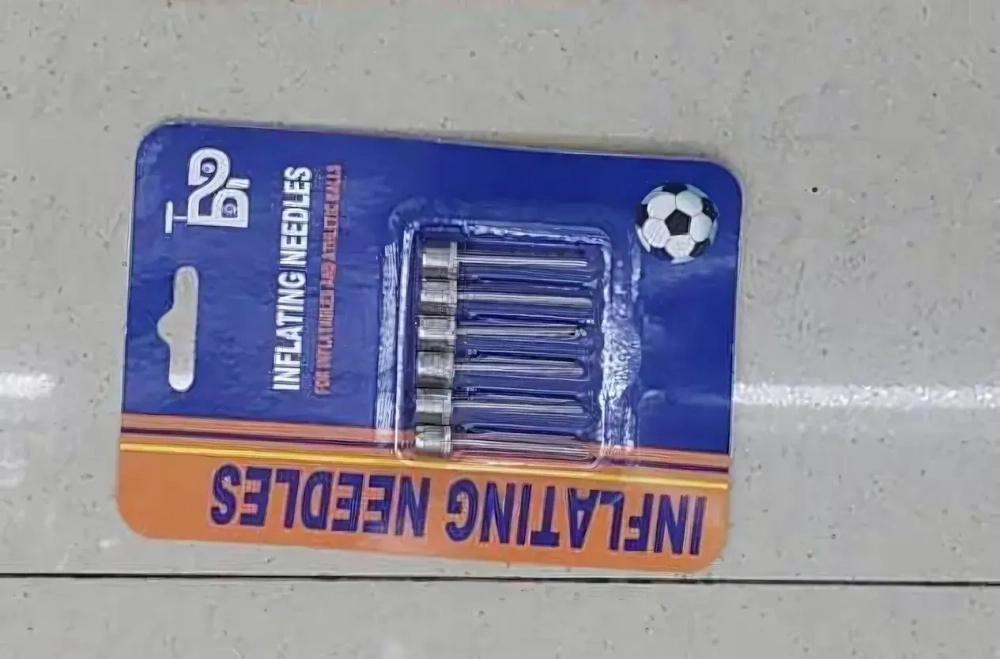 INFLATING NEEDLES
FOR INFLATABLES AND ATHLETIC BALLS
INFLATING NEEDLES